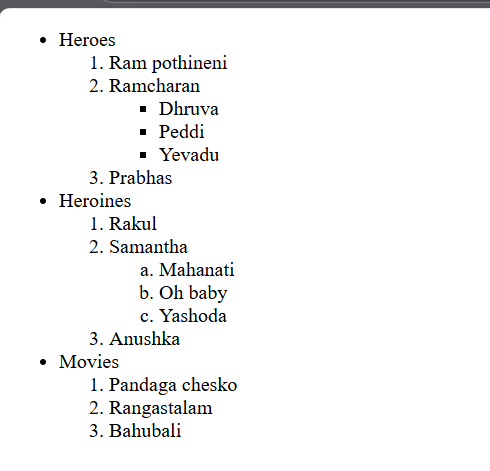 • Heroes
1. Ram pothineni
2. Ramcharan
▪ Dhruva
▪ Peddi
▪ Yevadu
3. Prabhas
• Heroines
1. Rakul
2. Samantha
a. Mahanati
b. Oh baby
c. Yashoda
3. Anushka
• Movies
1. Pandaga chesko
2. Rangastalam
3. Bahubali